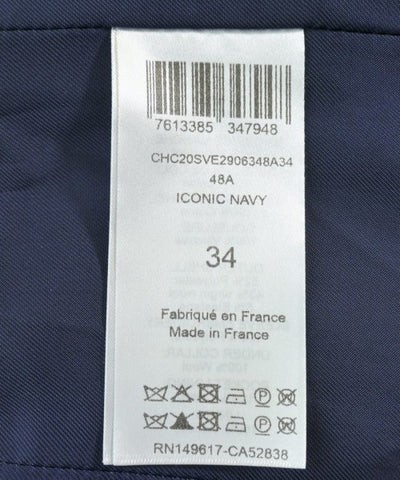 7613385 347948
CHC20SVE2906348A34
48A
ICONIC NAVY
34
Fabriqué en France
Made in France
RN149617-CA52838